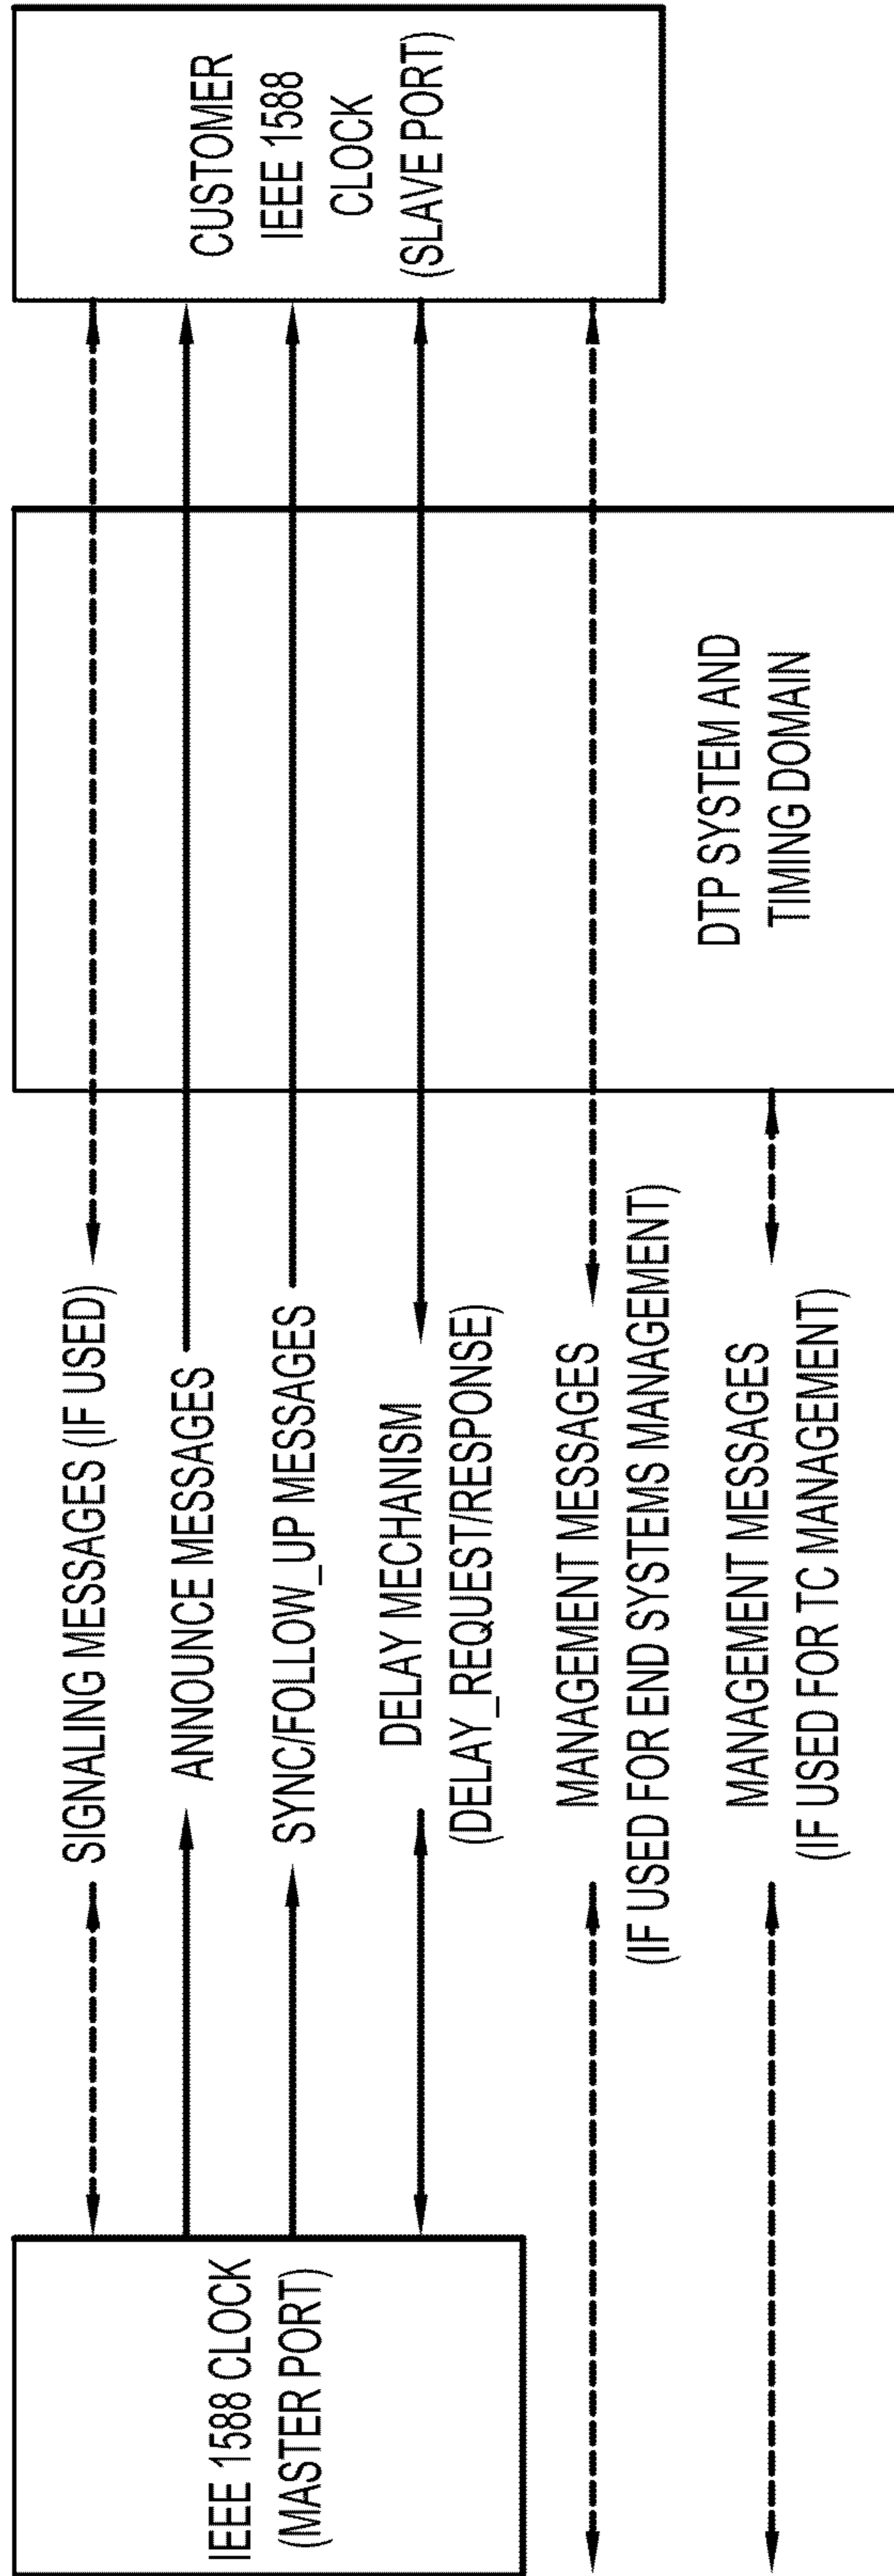 IEEE 1588 CLOCK
(MASTER PORT)
SIGNALING MESSAGES (IF USED)
ANNOUNCE MESSAGES
SYNC/FOLLOW_UP MESSAGES
DELAY MECHANISM
(DELAY_REQUEST/RESPONSE)
MANAGEMENT MESSAGES
(IF USED FOR END SYSTEMS MANAGEMENT)
MANAGEMENT MESSAGES
(IF USED FOR TC MANAGEMENT)
DTP SYSTEM AND
TIMING DOMAIN
CUSTOMER
IEEE 1588
CLOCK
(SLAVE PORT)